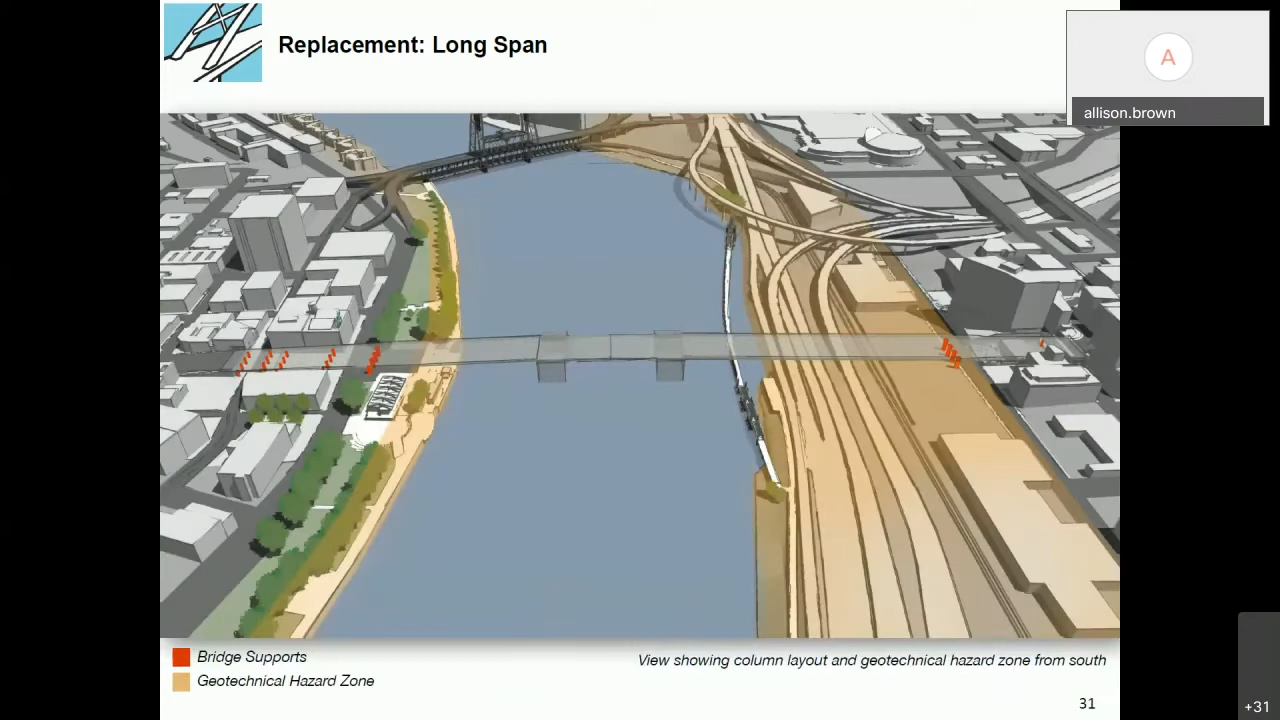 Replacement: Long Span
A
allison.brown
Bridge Supports
Geotechnical Hazard Zone
View showing column layout and geotechnical hazard zone from south
31
+31